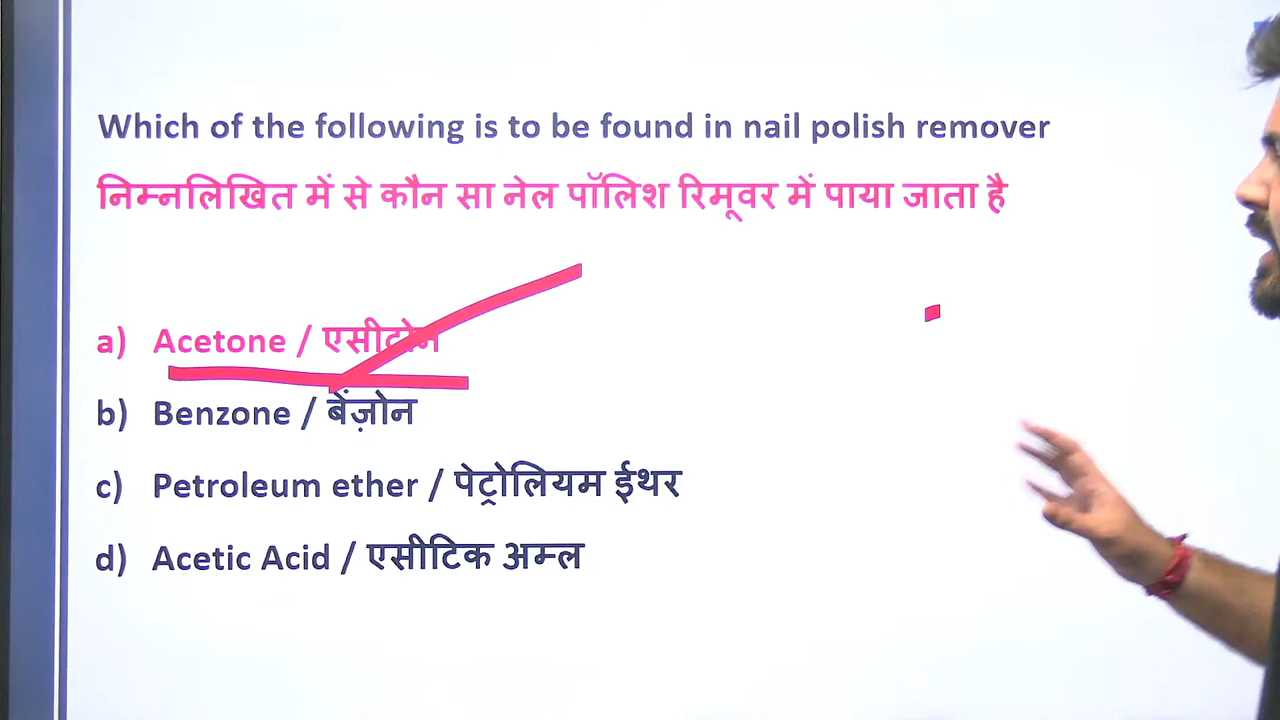 Which of the following is to be found in nail polish remover
निम्नलिखित में से कौन सा नेल पॉलिश रिमूवर में पाया जाता है
a) Acetone / एसीटोन
b) Benzone / बेंज़ोन
c) Petroleum ether / पेट्रोलियम ईथर
d) Acetic Acid / एसीटिक अम्ल